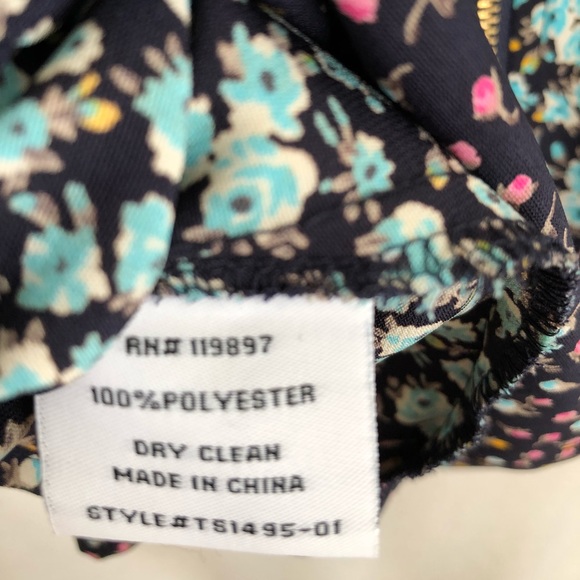 RN# 119897
100%POLYESTER
DRY CLEAN
MADE IN CHINA
STYLE#TS1495-01